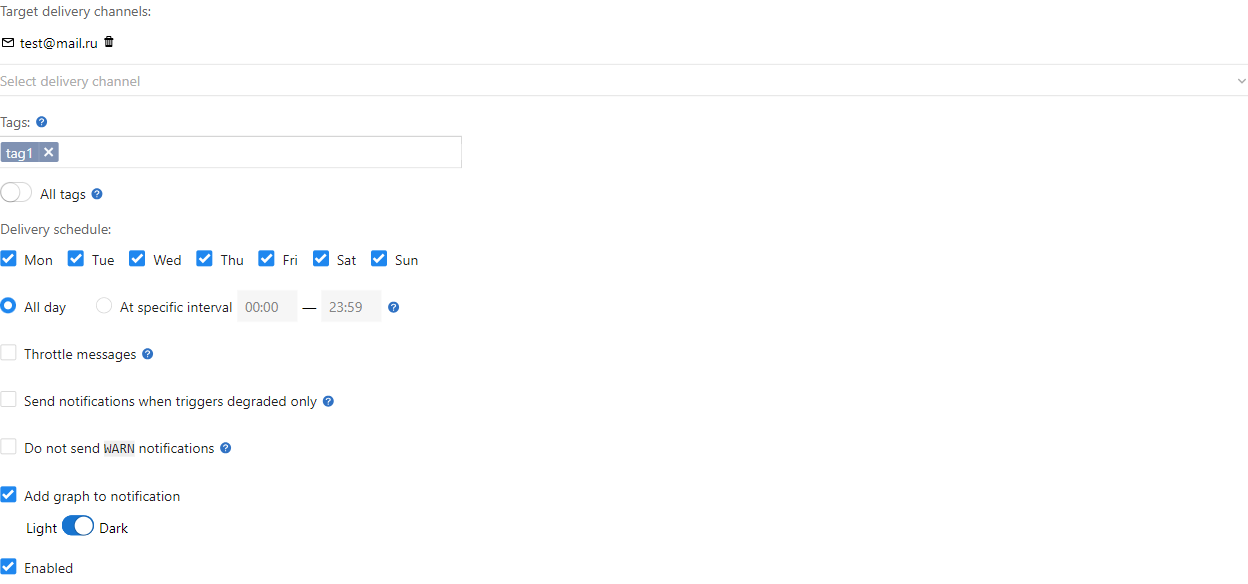 Target delivery channels:
test@mail.ru
Select delivery channel
Tags: ?
tag1 ×
All tags ?
Delivery schedule:
Mon Tue Wed Thu Fri Sat Sun
All day At specific interval 00:00 — 23:59 ?
Throttle messages ?
Send notifications when triggers degraded only ?
Do not send WARN notifications ?
Add graph to notification
Light Dark
Enabled